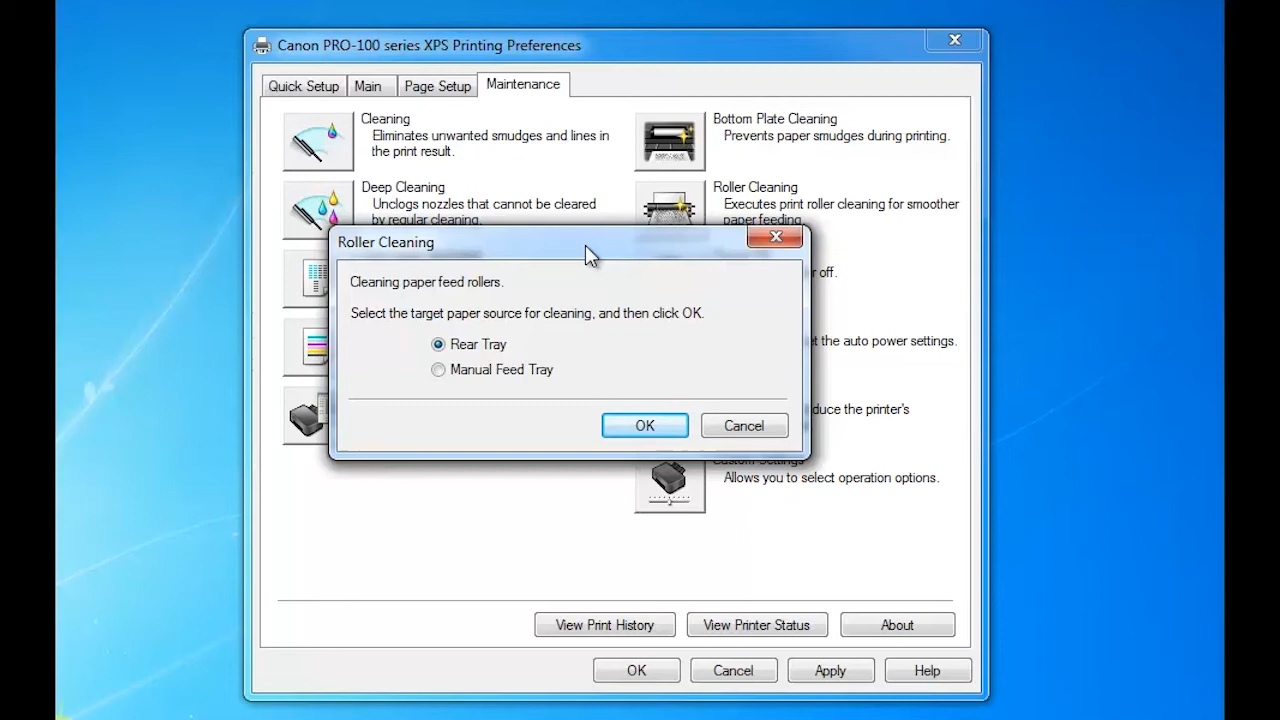 Canon PRO-100 series XPS Printing Preferences
Quick Setup
Main
Page Setup
Maintenance
Cleaning
Eliminates unwanted smudges and lines in
the print result.
Bottom Plate Cleaning
Prevents paper smudges during printing.
Deep Cleaning
Unclogs nozzles that cannot be cleared
by regular cleaning.
Roller Cleaning
Executes print roller cleaning for smoother
paper feeding.
Roller Cleaning
Cleaning paper feed rollers.
Select the target paper source for cleaning, and then click OK.
Rear Tray
Manual Feed Tray
OK
Cancel
r off.
the auto power settings.
duce the printer's
Custom Settings
Allows you to select operation options.
View Print History
View Printer Status
About
OK
Cancel
Apply
Help